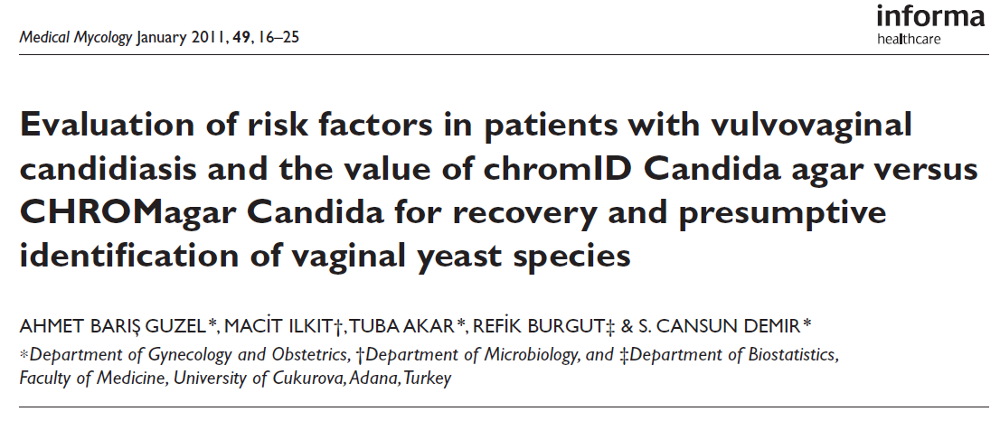 informa
healthcare
Medical Mycology January 2011, 49, 16–25
Evaluation of risk factors in patients with vulvovaginal
candidiasis and the value of chromID Candida agar versus
CHROMagar Candida for recovery and presumptive
identification of vaginal yeast species
AHMET BARIŞ GUZEL*, MACİT ILKIT†, TUBA AKAR*, REFİK BURGUT‡ & S. CANSUN DEMIR*
*Department of Gynecology and Obstetrics, †Department of Microbiology, and ‡Department of Biostatistics,
Faculty of Medicine, University of Cukurova, Adana, Turkey